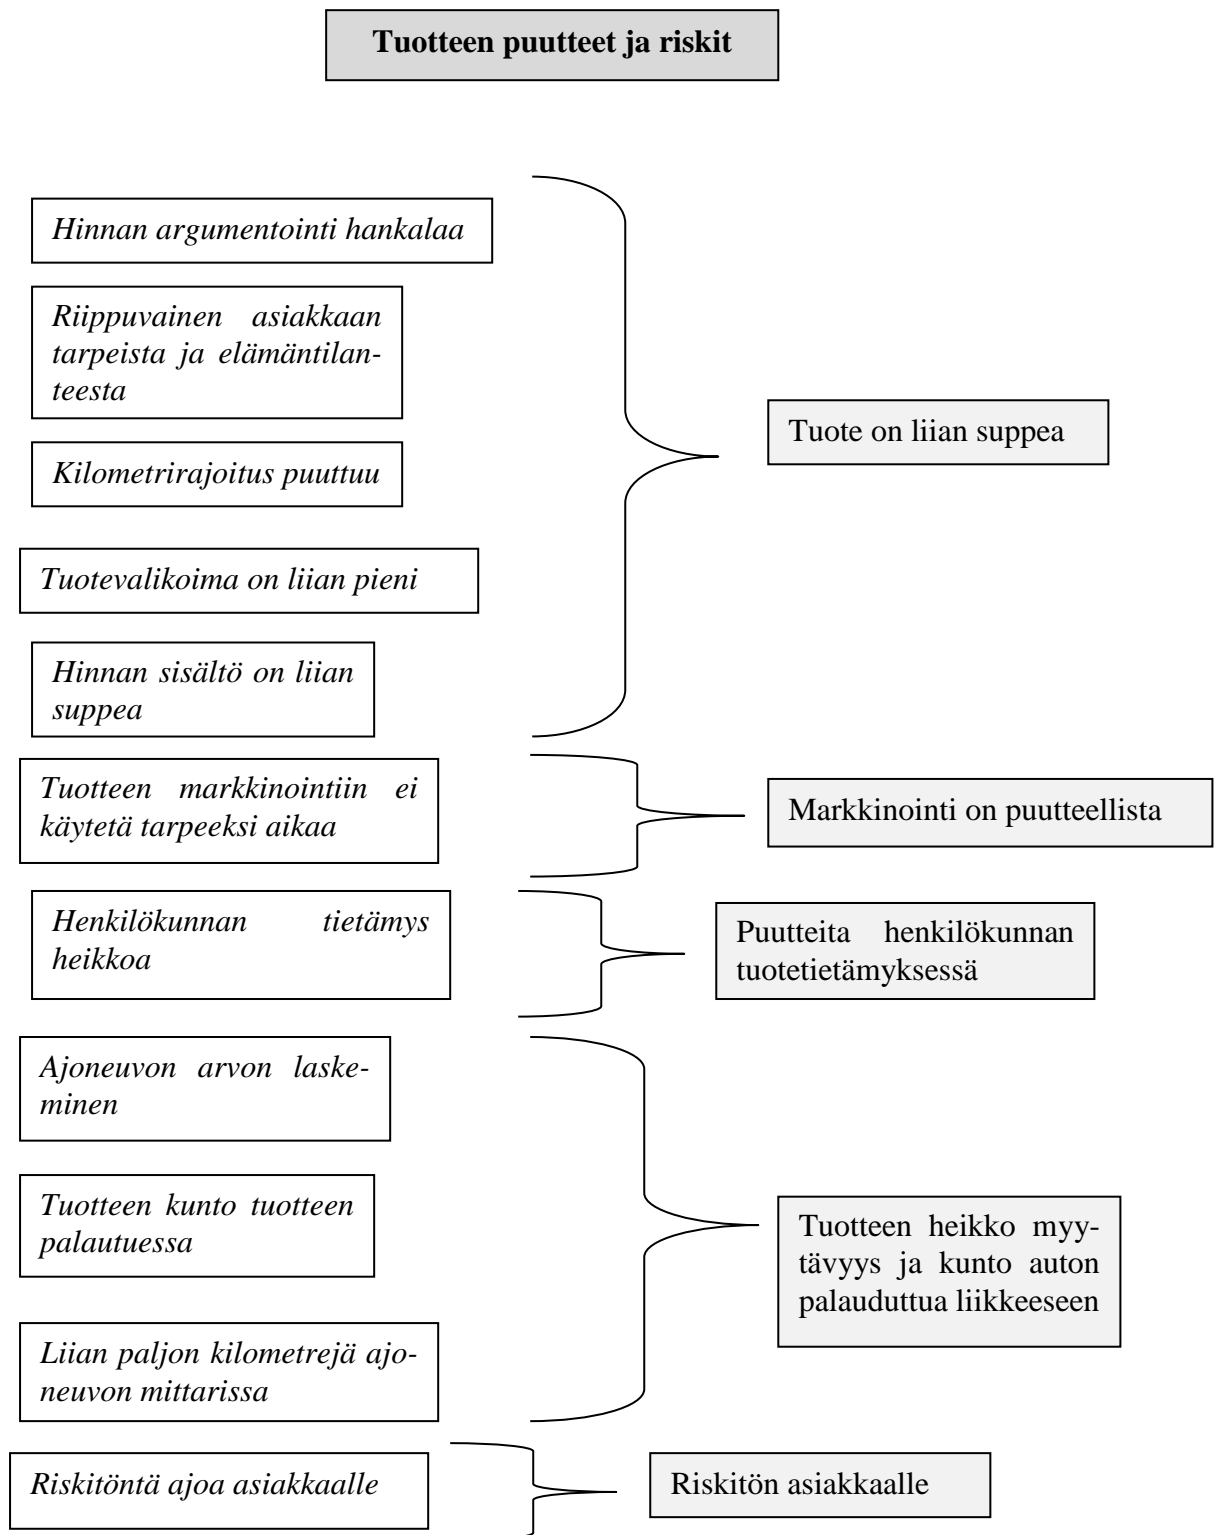 Tuotteen puutteet ja riskit
Hinnan argumentointi hankalaa
Riippuvainen asiakkaan
tarpeista ja elämäntilan-
teesta
Kilometrirajoitus puuttuu
Tuotevalikoima on liian pieni
Hinnan sisältö on liian
suppea
Tuote on liian suppea
Tuotteen markkinointiin ei
käytetä tarpeeksi aikaa
Markkinointi on puutteellista
Henkilökunnan tietämys
heikkoa
Puutteita henkilökunnan
tuotetietämyksessä
Ajoneuvon arvon laske-
minen
Tuotteen kunto tuotteen
palautuessa
Liian paljon kilometrejä ajo-
neuvon mittarissa
Tuotteen heikko myy-
tävyys ja kunto auton
palauduttua liikkeeseen
Riskitöntä ajoa asiakkaalle
Riskitön asiakkaalle